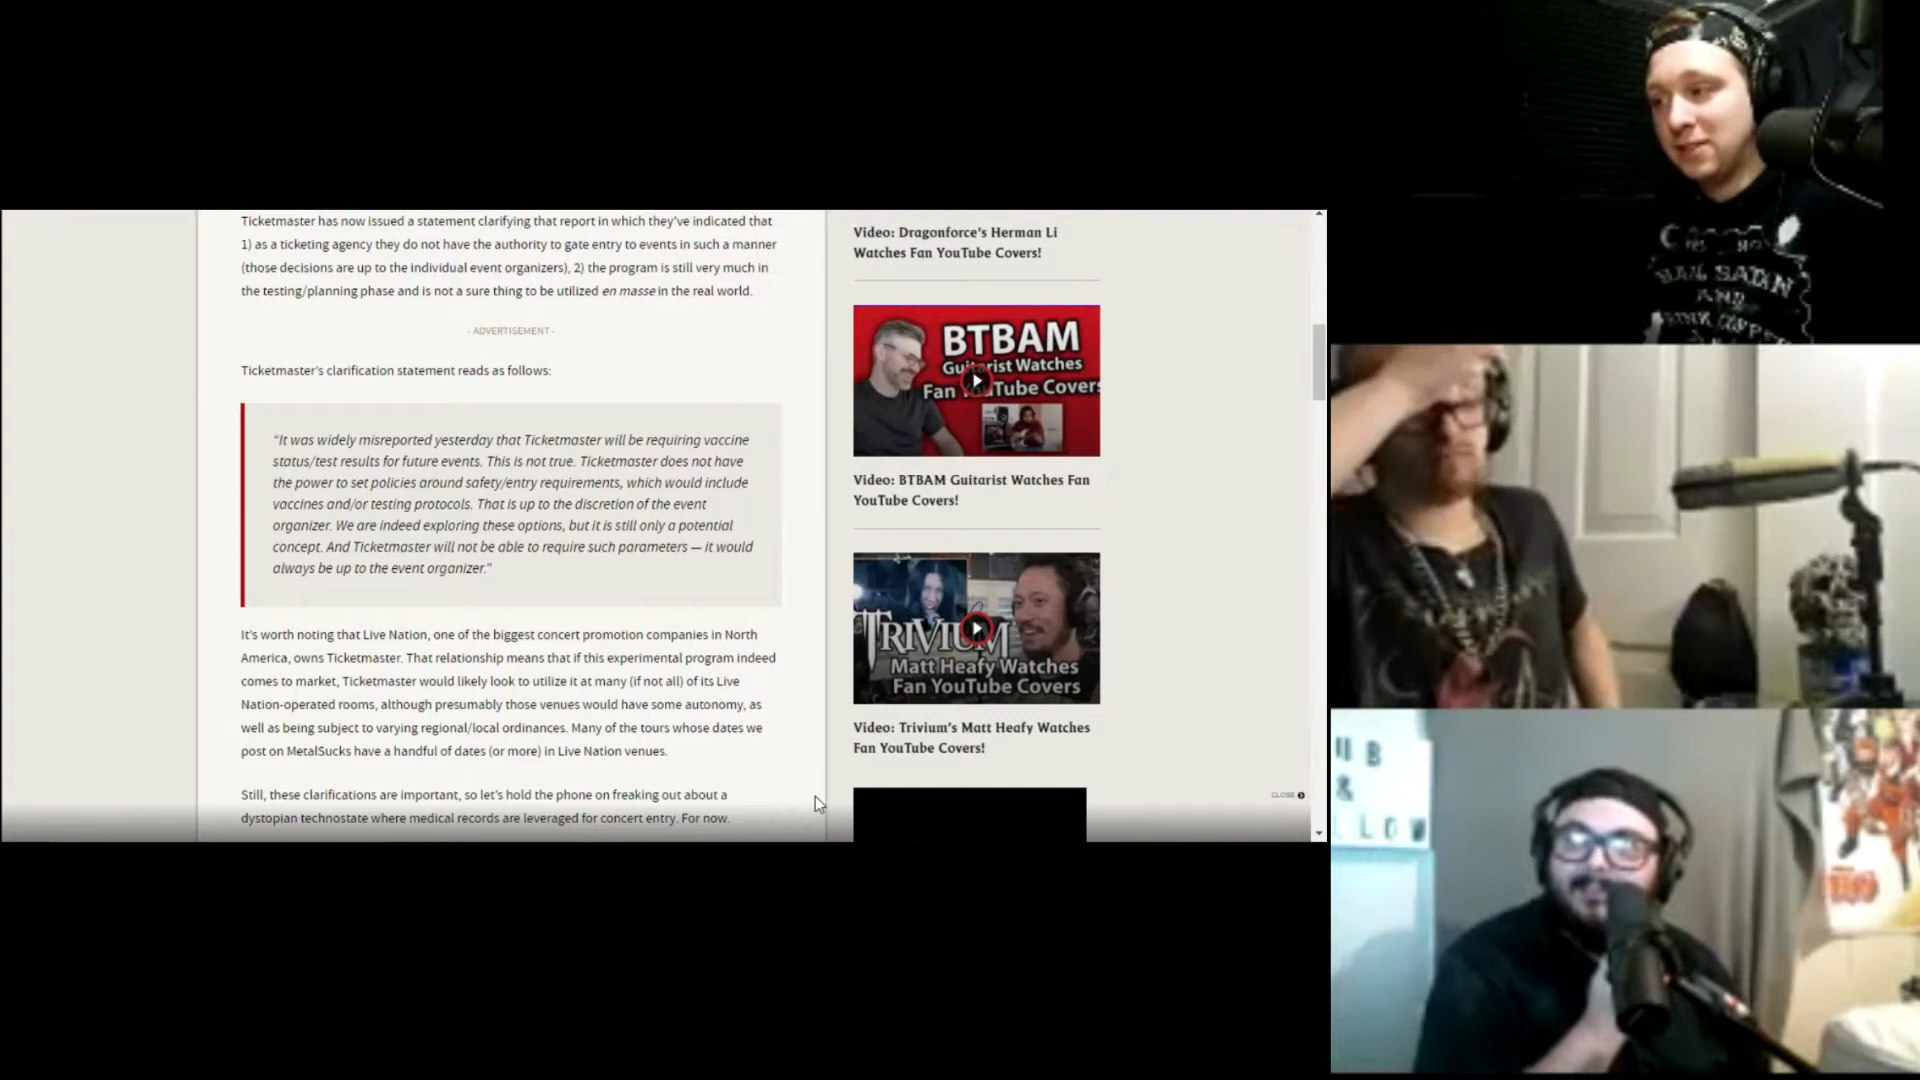 Ticketmaster has now issued a statement clarifying that report in which they've indicated that
1) as a ticketing agency they do not have the authority to gate entry to events in such a manner
(those decisions are up to the individual event organizers), 2) the program is still very much in
the testing/planning phase and is not a sure thing to be utilized en masse in the real world.
- ADVERTISEMENT -
Ticketmaster's clarification statement reads as follows:
"It was widely misreported yesterday that Ticketmaster will be requiring vaccine
status/test results for future events. This is not true. Ticketmaster does not have
the power to set policies around safety/entry requirements, which would include
vaccines and/or testing protocols. That is up to the discretion of the event
organizer. We are indeed exploring these options, but it is still only a potential
concept. And Ticketmaster will not be able to require such parameters — it would
always be up to the event organizer."
It's worth noting that Live Nation, one of the biggest concert promotion companies in North
America, owns Ticketmaster. That relationship means that if this experimental program indeed
comes to market, Ticketmaster would likely look to utilize it at many (if not all) of its Live
Nation-operated rooms, although presumably those venues would have some autonomy, as
well as being subject to varying regional/local ordinances. Many of the tours whose dates we
post on MetalSucks have a handful of dates (or more) in Live Nation venues.
Still, these clarifications are important, so let's hold the phone on freaking out about a
dystopian technostate where medical records are leveraged for concert entry. For now.
Video: Dragonforce's Herman Li
Watches Fan YouTube Covers!
BTBAM
Guitarist Watches
Fan YouTube Covers
Video: BTBAM Guitarist Watches Fan
YouTube Covers!
TRIVIUM
Matt Heafy Watches
Fan YouTube Covers
Video: Trivium's Matt Heafy Watches
Fan YouTube Covers!
CLOSE
HAIL SATAN
AND